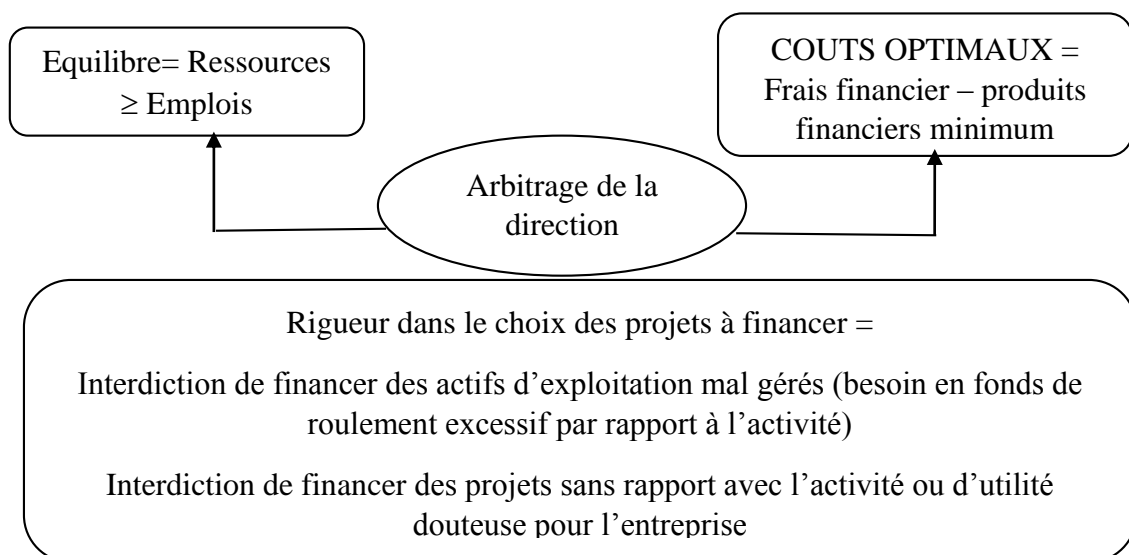 Equilibre= Ressources
≥ Emplois
COUTS OPTIMAUX =
Frais financier – produits
financiers minimum
Arbitrage de la
direction
Rigueur dans le choix des projets à financer =
Interdiction de financer des actifs d’exploitation mal gérés (besoin en fonds de
roulement excessif par rapport à l’activité)
Interdiction de financer des projets sans rapport avec l’activité ou d’utilité
douteuse pour l’entreprise